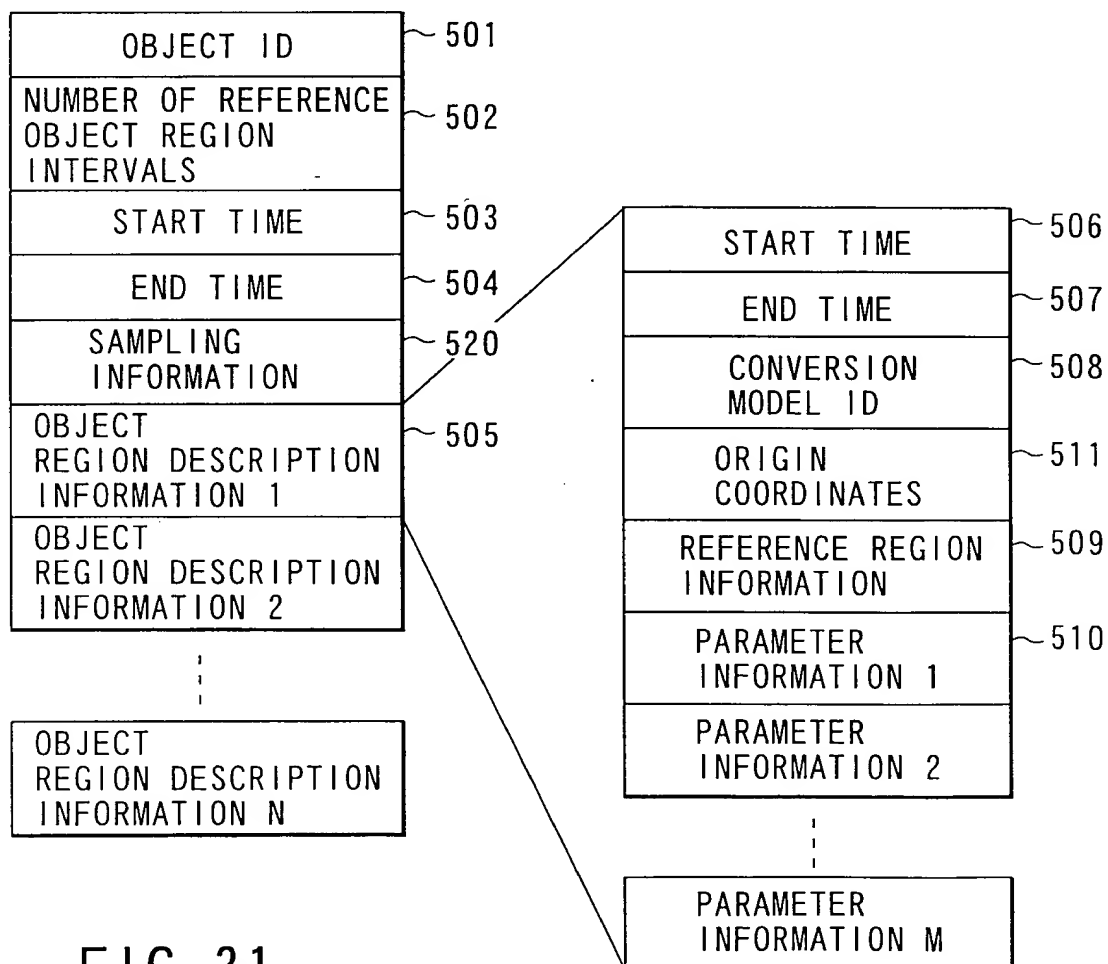 OBJECT ID
501
NUMBER OF REFERENCE
OBJECT REGION
INTERVALS
502
START TIME
503
END TIME
504
SAMPLING
INFORMATION
520
OBJECT
REGION DESCRIPTION
INFORMATION 1
505
OBJECT
REGION DESCRIPTION
INFORMATION 2
OBJECT
REGION DESCRIPTION
INFORMATION N
START TIME
506
END TIME
507
CONVERSION
MODEL ID
508
ORIGIN
COORDINATES
511
REFERENCE REGION
INFORMATION
509
PARAMETER
INFORMATION 1
510
PARAMETER
INFORMATION 2
PARAMETER
INFORMATION M
FIG. 21